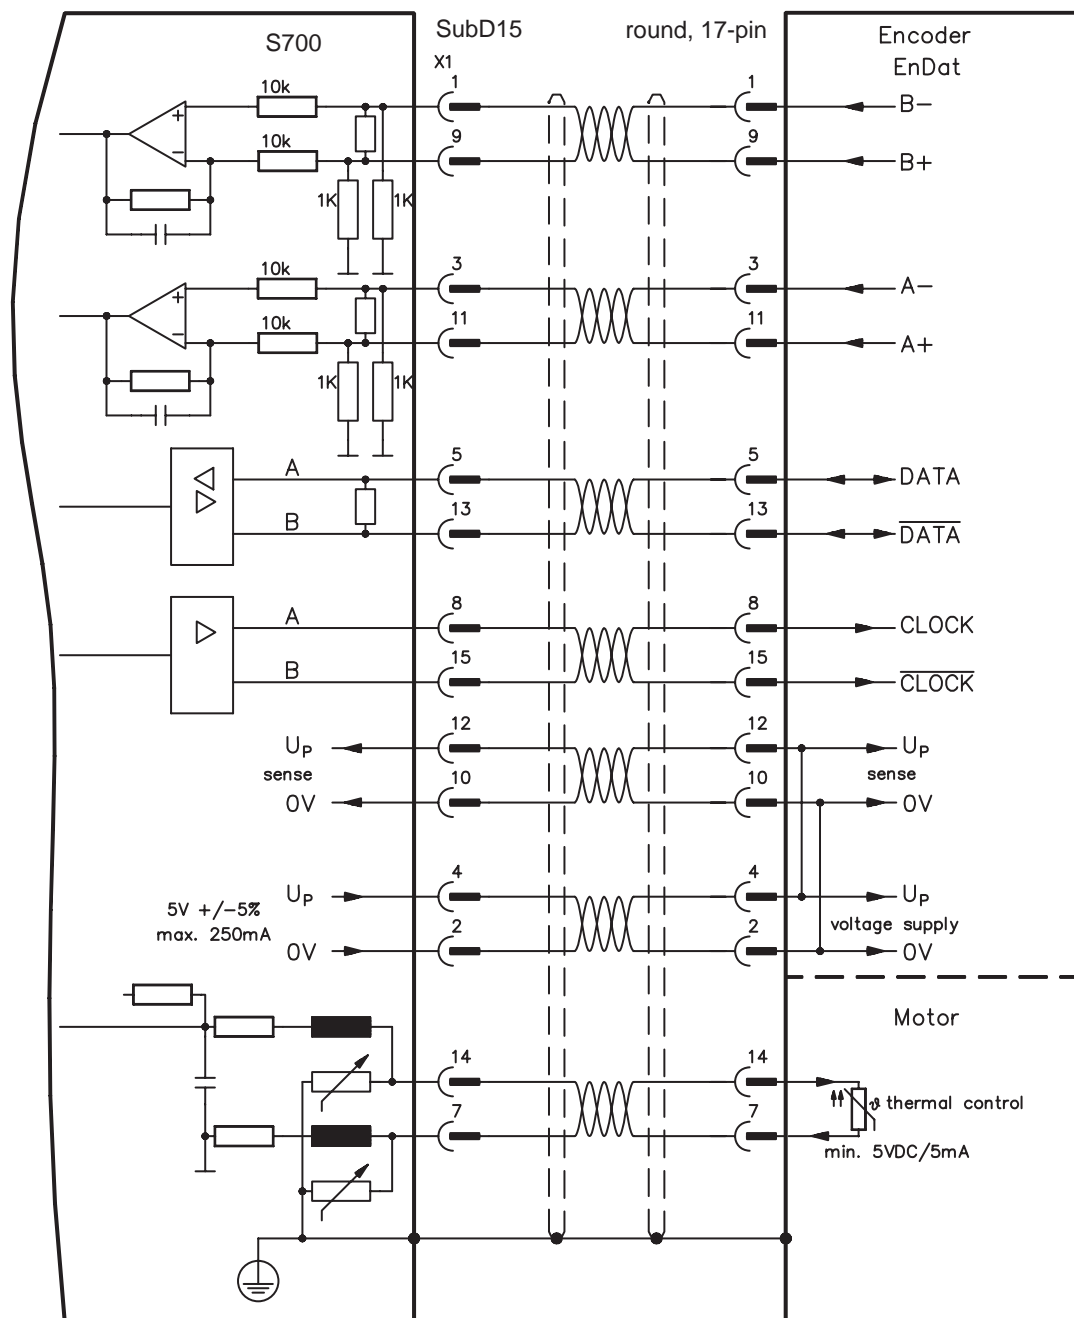 S700
SubD15
round, 17-pin
Encoder
EnDat
X1
10k
1
1
B−
10k
9
9
B+
1K
1K
10k
3
3
A−
10k
11
11
A+
1K
1K
A
5
5
DATA
B
13
13
DATA
A
8
8
CLOCK
B
15
15
CLOCK
UP
12
12
UP
sense
sense
0V
10
10
0V
5V +/−5%
max. 250mA
UP
4
4
UP
voltage supply
0V
2
2
0V
Motor
14
14
ϑ thermal control
7
7
min. 5VDC/5mA
+
−
+
−